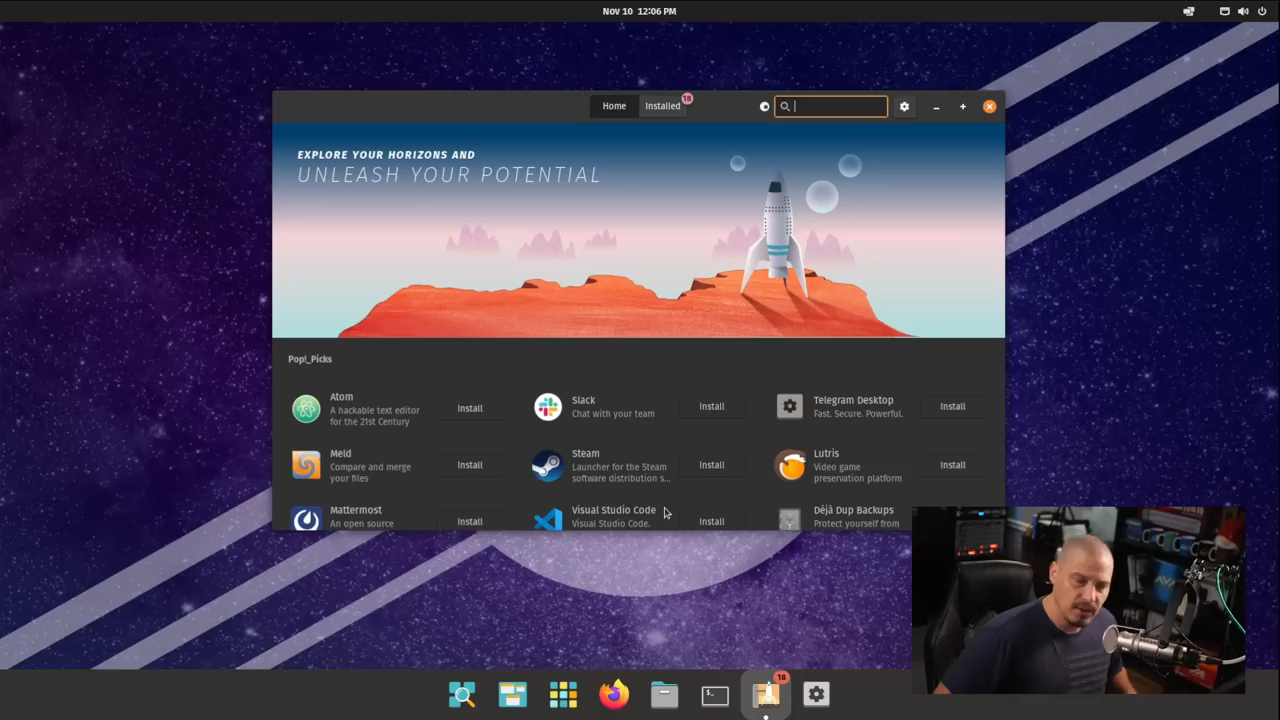 Nov 10 12:06 PM
Home
Installed
18
EXPLORE YOUR HORIZONS AND
UNLEASH YOUR POTENTIAL
Pop!_Picks
Atom
A hackable text editor
for the 21st Century
Install
Slack
Chat with your team
Install
Telegram Desktop
Fast. Secure. Powerful.
Install
Meld
Compare and merge
your files
Install
Steam
Launcher for the Steam
software distribution s...
Install
Lutris
Video game
preservation platform
Install
Mattermost
An open source
Install
Visual Studio Code
Visual Studio Code.
Install
Déjà Dup Backups
Protect yourself from
$_
18